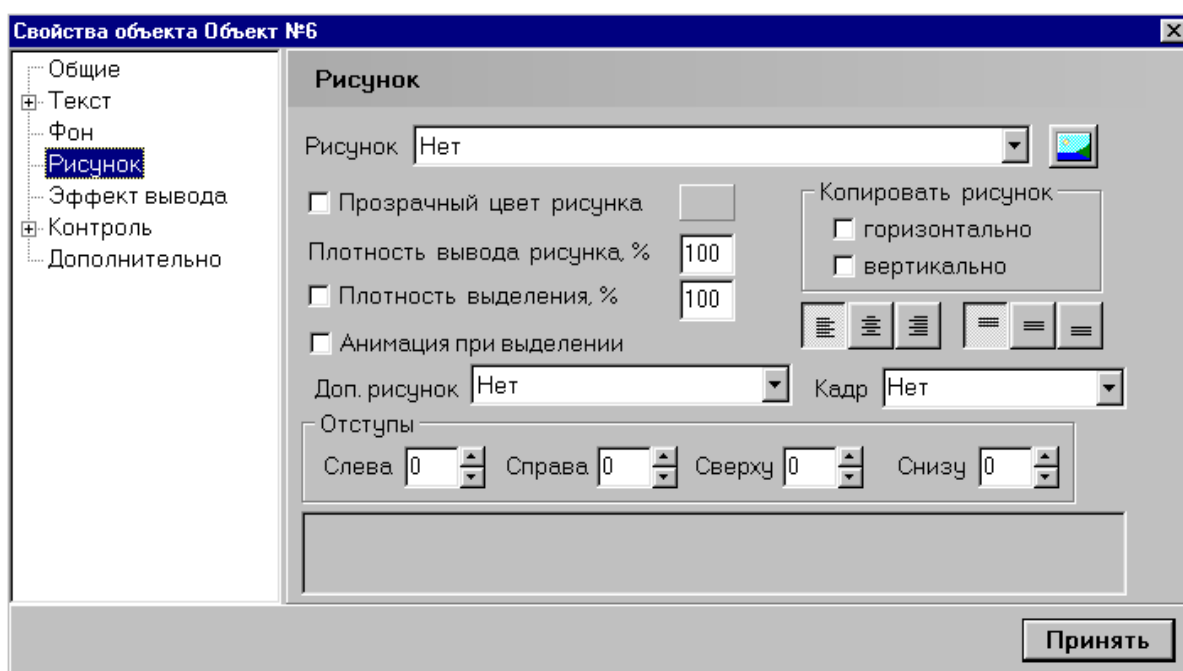 Свойства объекта Объект №6
Общие
Текст
Фон
Рисунок
Эффект вывода
Контроль
Дополнительно
Рисунок
Рисунок Нет
Прозрачный цвет рисунка
Плотность вывода рисунка, % 100
Плотность выделения, % 100
Анимация при выделении
Копировать рисунок
горизонтально
вертикально
Доп. рисунок Нет Кадр Нет
Отступы
Слева 0 Справа 0 Сверху 0 Снизу 0
Принять